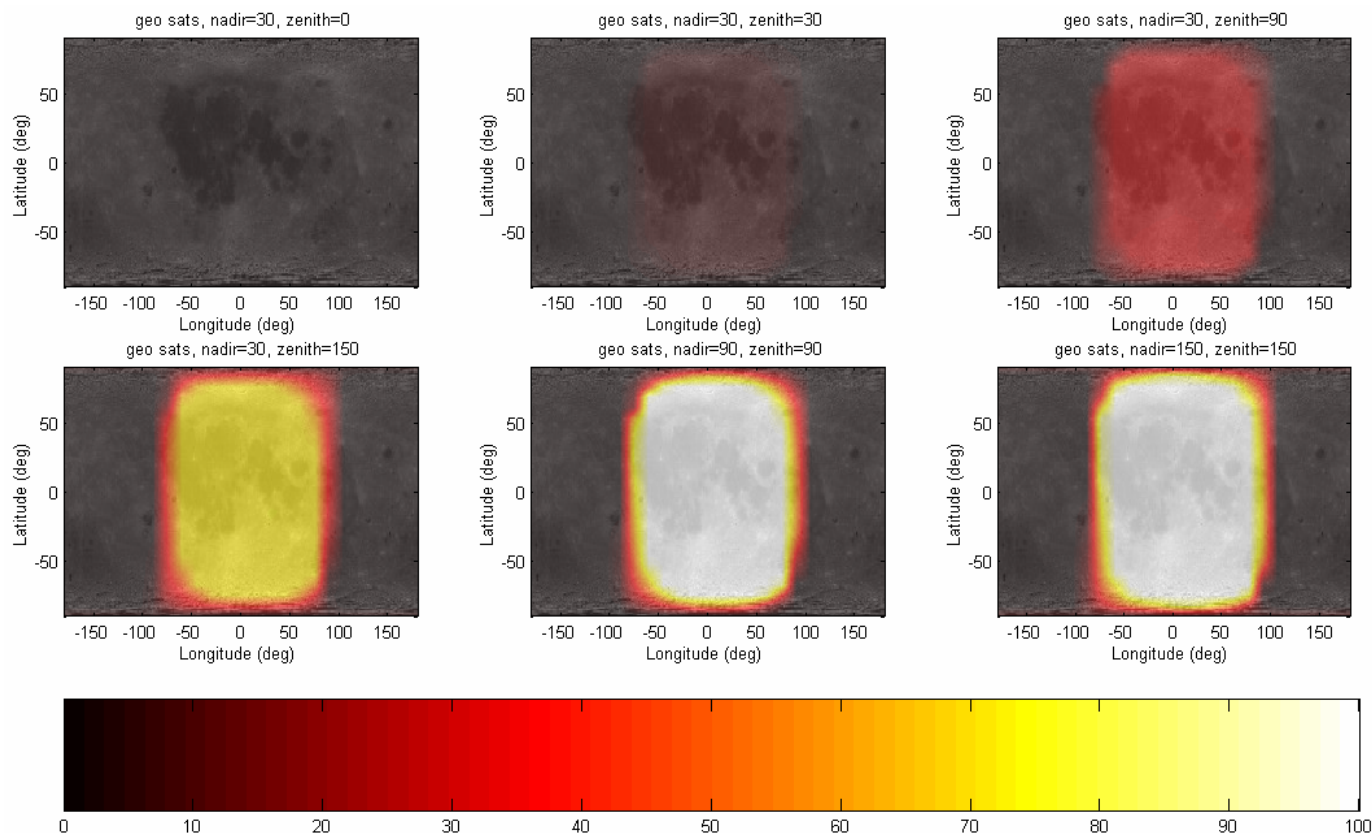 geo sats, nadir=30, zenith=0
geo sats, nadir=30, zenith=30
geo sats, nadir=30, zenith=90
Latitude (deg)
50
0
-50
-150 -100 -50 0 50 100 150
Longitude (deg)
Latitude (deg)
50
0
-50
-150 -100 -50 0 50 100 150
Longitude (deg)
Latitude (deg)
50
0
-50
-150 -100 -50 0 50 100 150
Longitude (deg)
geo sats, nadir=30, zenith=150
geo sats, nadir=90, zenith=90
geo sats, nadir=150, zenith=150
Latitude (deg)
50
0
-50
-150 -100 -50 0 50 100 150
Longitude (deg)
Latitude (deg)
50
0
-50
-150 -100 -50 0 50 100 150
Longitude (deg)
Latitude (deg)
50
0
-50
-150 -100 -50 0 50 100 150
Longitude (deg)
0 10 20 30 40 50 60 70 80 90 100